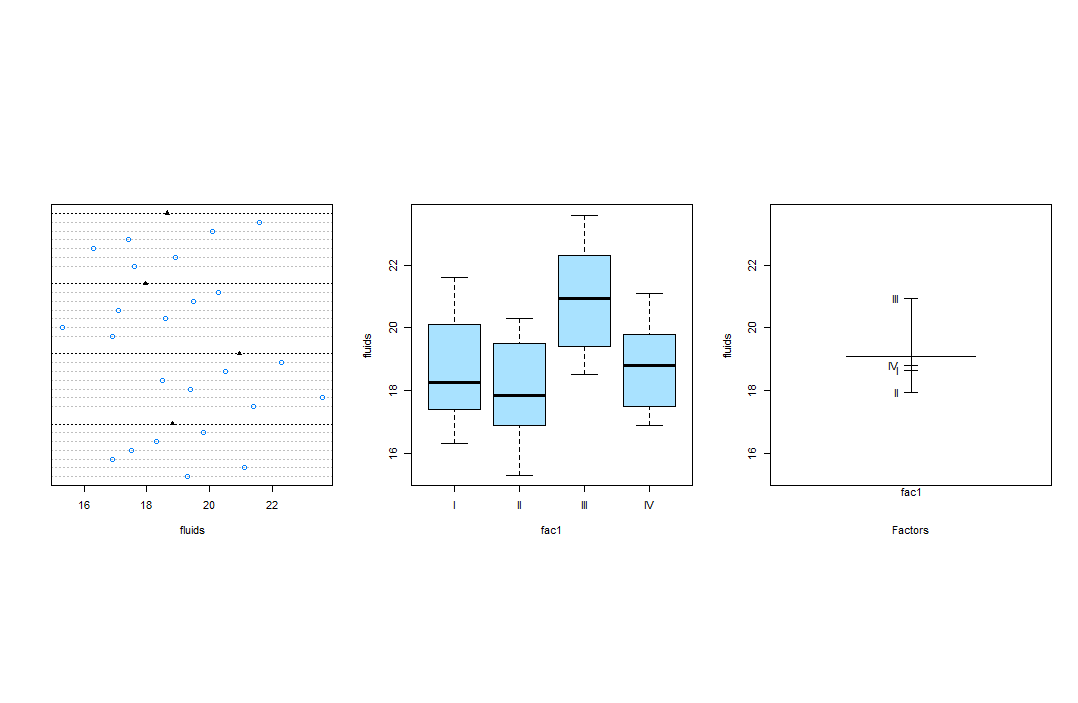 16 18 20 22
fluids
22
20
18
16
fluids
I II III IV
fac1
22
20
18
16
fluids
III
IV
I
II
fac1
Factors